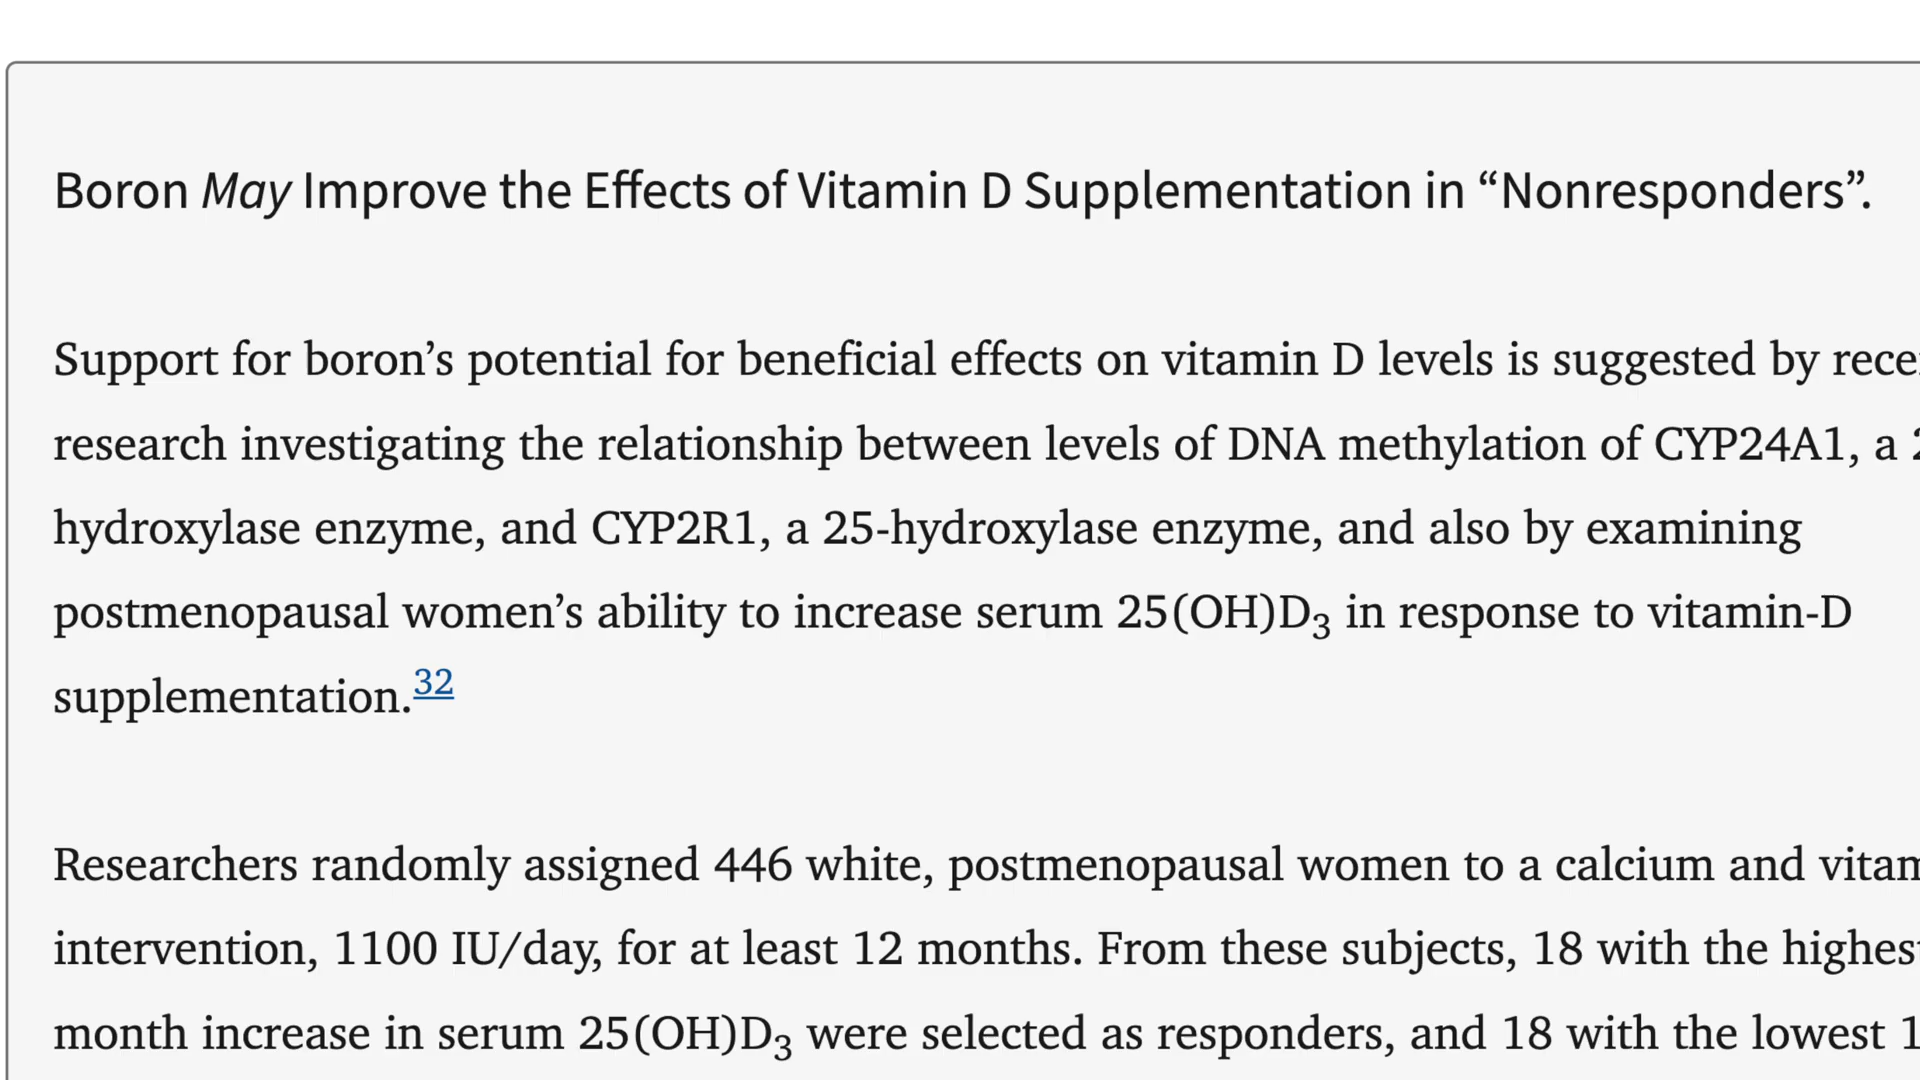 Boron May Improve the Effects of Vitamin D Supplementation in “Nonresponders”.
Support for boron’s potential for beneficial effects on vitamin D levels is suggested by
research investigating the relationship between levels of DNA methylation of CYP24A1, a
hydroxylase enzyme, and CYP2R1, a 25-hydroxylase enzyme, and also by examining
postmenopausal women’s ability to increase serum 25(OH)D₃ in response to vitamin-D
supplementation.³²
Researchers randomly assigned 446 white, postmenopausal women to a calcium and
intervention, 1100 IU/day, for at least 12 months. From these subjects, 18 with the
month increase in serum 25(OH)D₃ were selected as responders, and 18 with the lowest